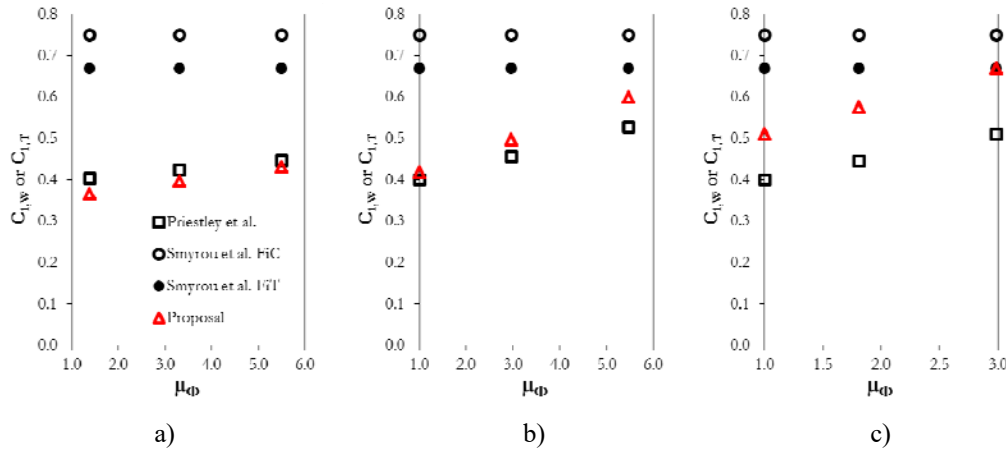 0.8
0.7
0.6
0.5
0.4
0.3
0.2
0.1
0.0
C1,W or C1,T
Priestley et al.
Smyrou et al. FiC
Smyrou et al. FiT
Proposal
1.0 2.0 3.0 4.0 5.0 6.0
μΦ
a)
0.8
0.7
0.6
0.5
0.4
0.3
0.2
0.1
0.0
C1,W or C1,T
1.0 2.0 3.0 4.0 5.0 6.0
μΦ
b)
0.8
0.7
0.6
0.5
0.4
0.3
0.2
0.1
0.0
C1,W or C1,T
1.0 1.5 2.0 2.5 3.0
μΦ
c)